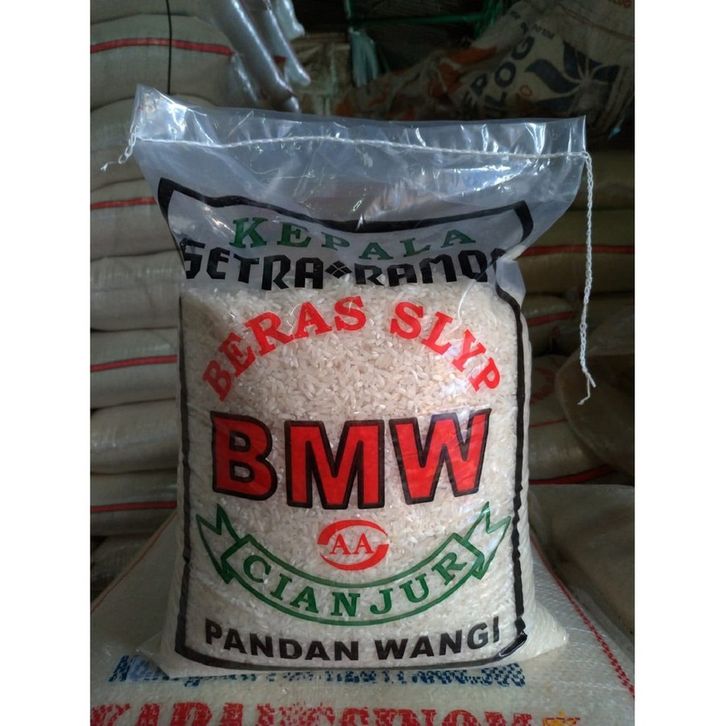 KEPALA
SETRA RAMOS
BERAS SLYP
BMW
AA
CIANJUR
PANDAN WANGI